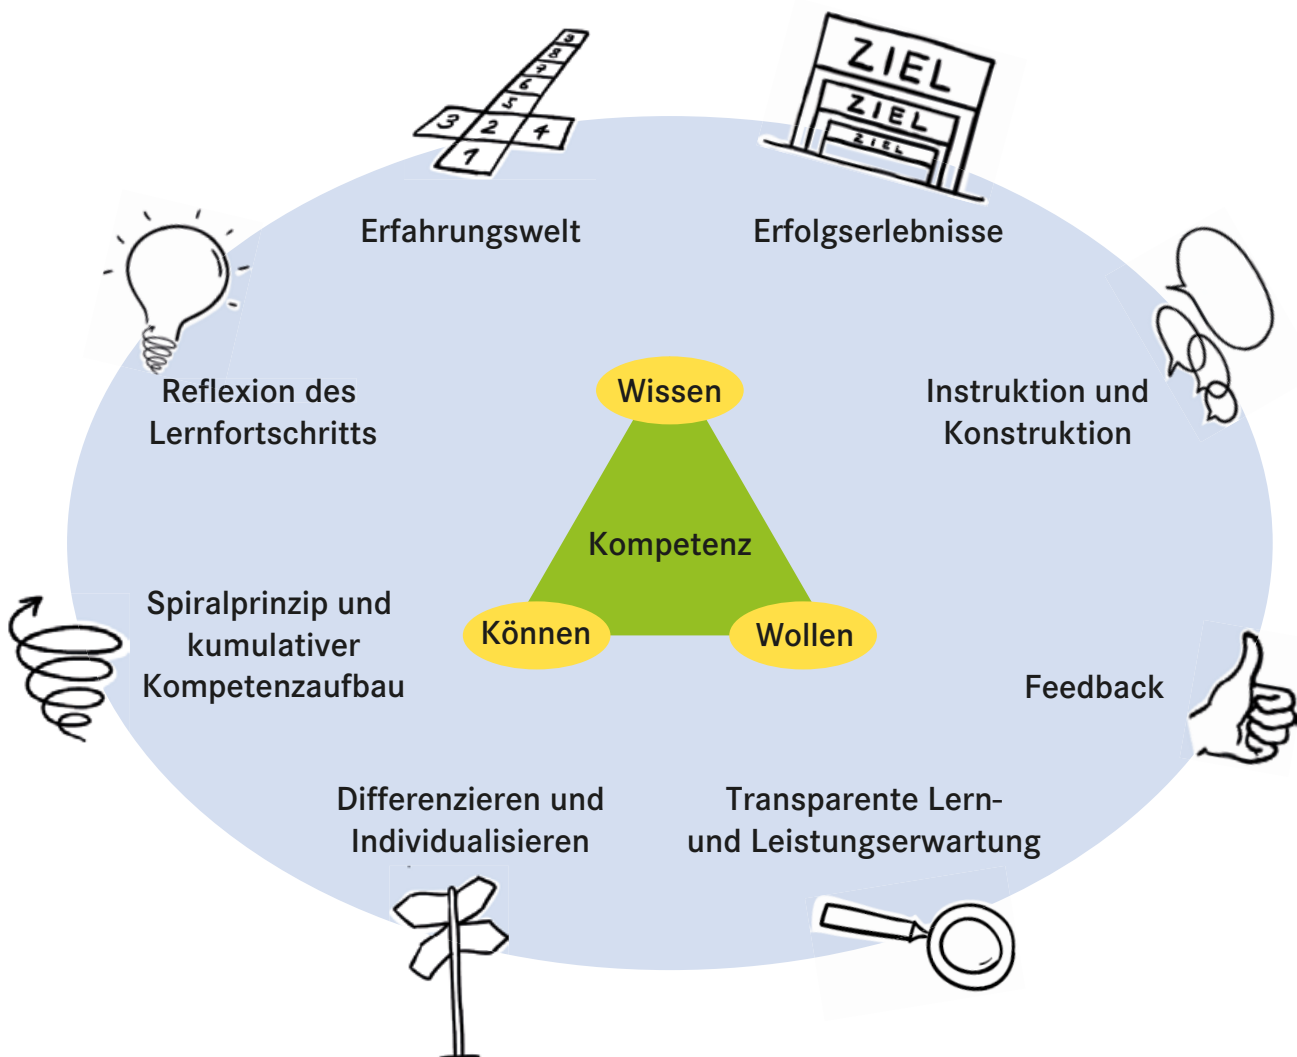 9
8
7
6
5
3 2 4
1
ZIEL
ZIEL
ZIEL
Erfahrungswelt
Erfolgserlebnisse
Reflexion des
Lernfortschritts
Wissen
Instruktion und
Konstruktion
Kompetenz
Spiralprinzip und
kumulativer
Kompetenzaufbau
Können
Wollen
Feedback
Differenzieren und
Individualisieren
Transparente Lern-
und Leistungserwartung